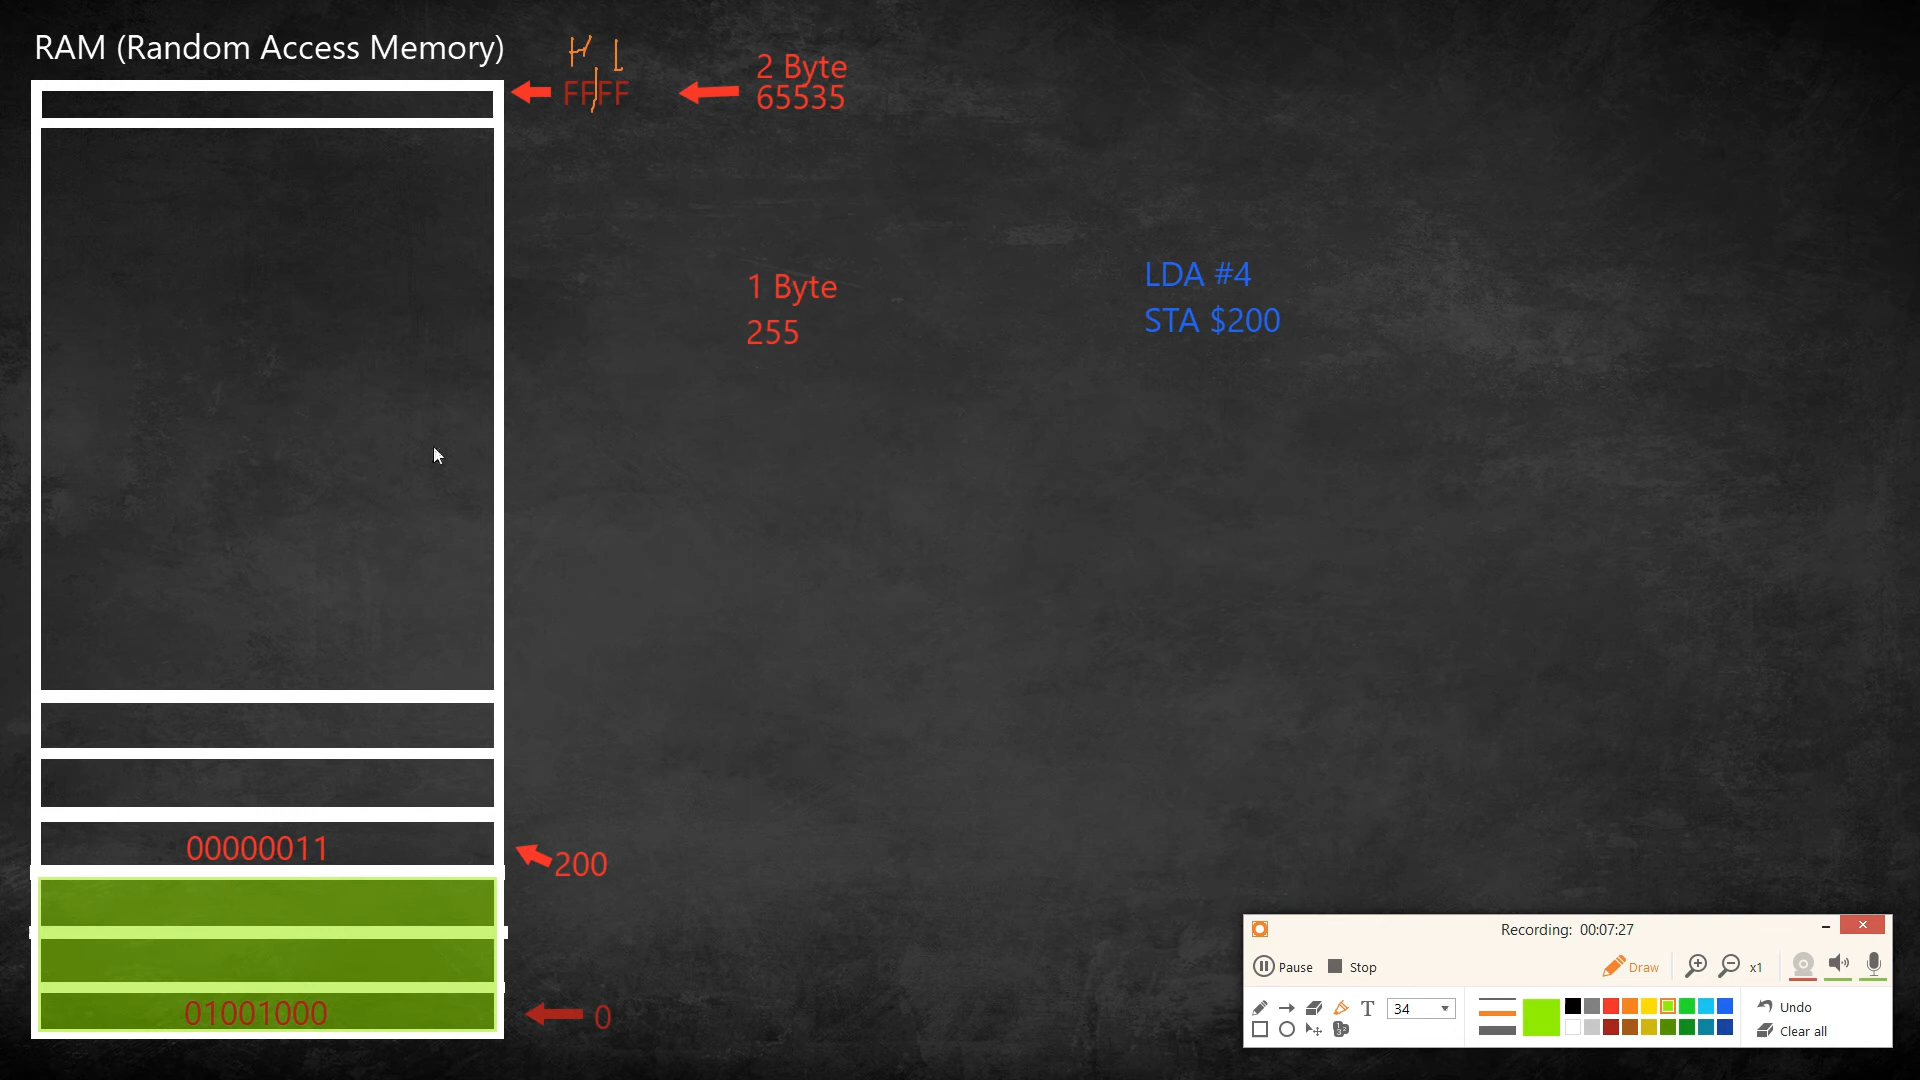 RAM (Random Access Memory)
H L
FFFF
2 Byte
65535
1 Byte
255
LDA #4
STA $200
00000011
200
01001000
0
Recording: 00:07:27
Pause
Stop
Draw
x1
34
Undo
Clear all